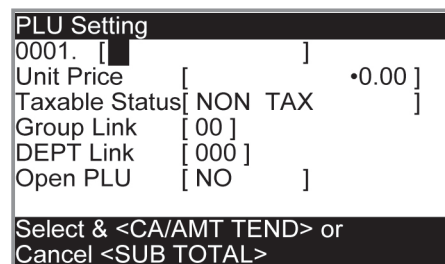 PLU Setting
0001. [ ]
Unit Price [ •0.00 ]
Taxable Status[ NON TAX ]
Group Link [ 00 ]
DEPT Link [ 000 ]
Open PLU [ NO ]
Select & <CA/AMT TEND> or
Cancel <SUB TOTAL>